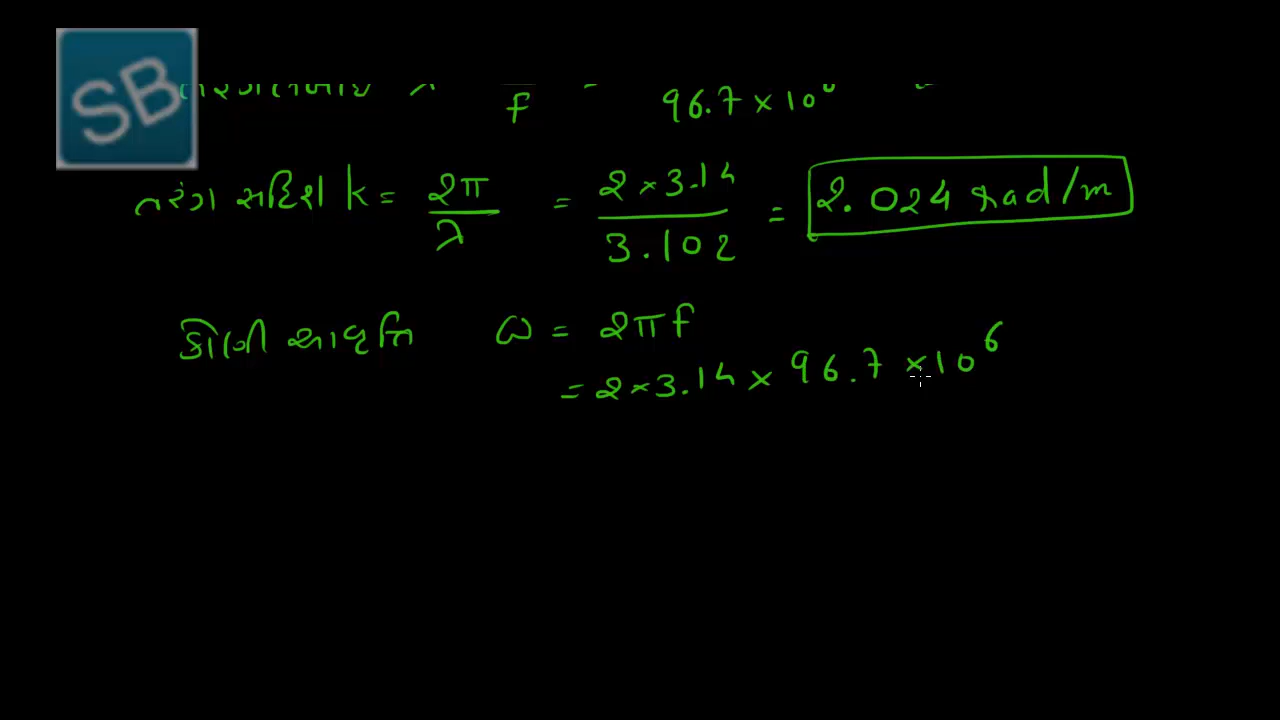 SB
f 96.7 × 10
તરંગ સદિશ k = 2π / λ = 2 × 3.14 / 3.102 = 2.024 rad/m
કોણીય આવૃત્તિ ω = 2πf
= 2 × 3.14 × 96.7 × 10⁶